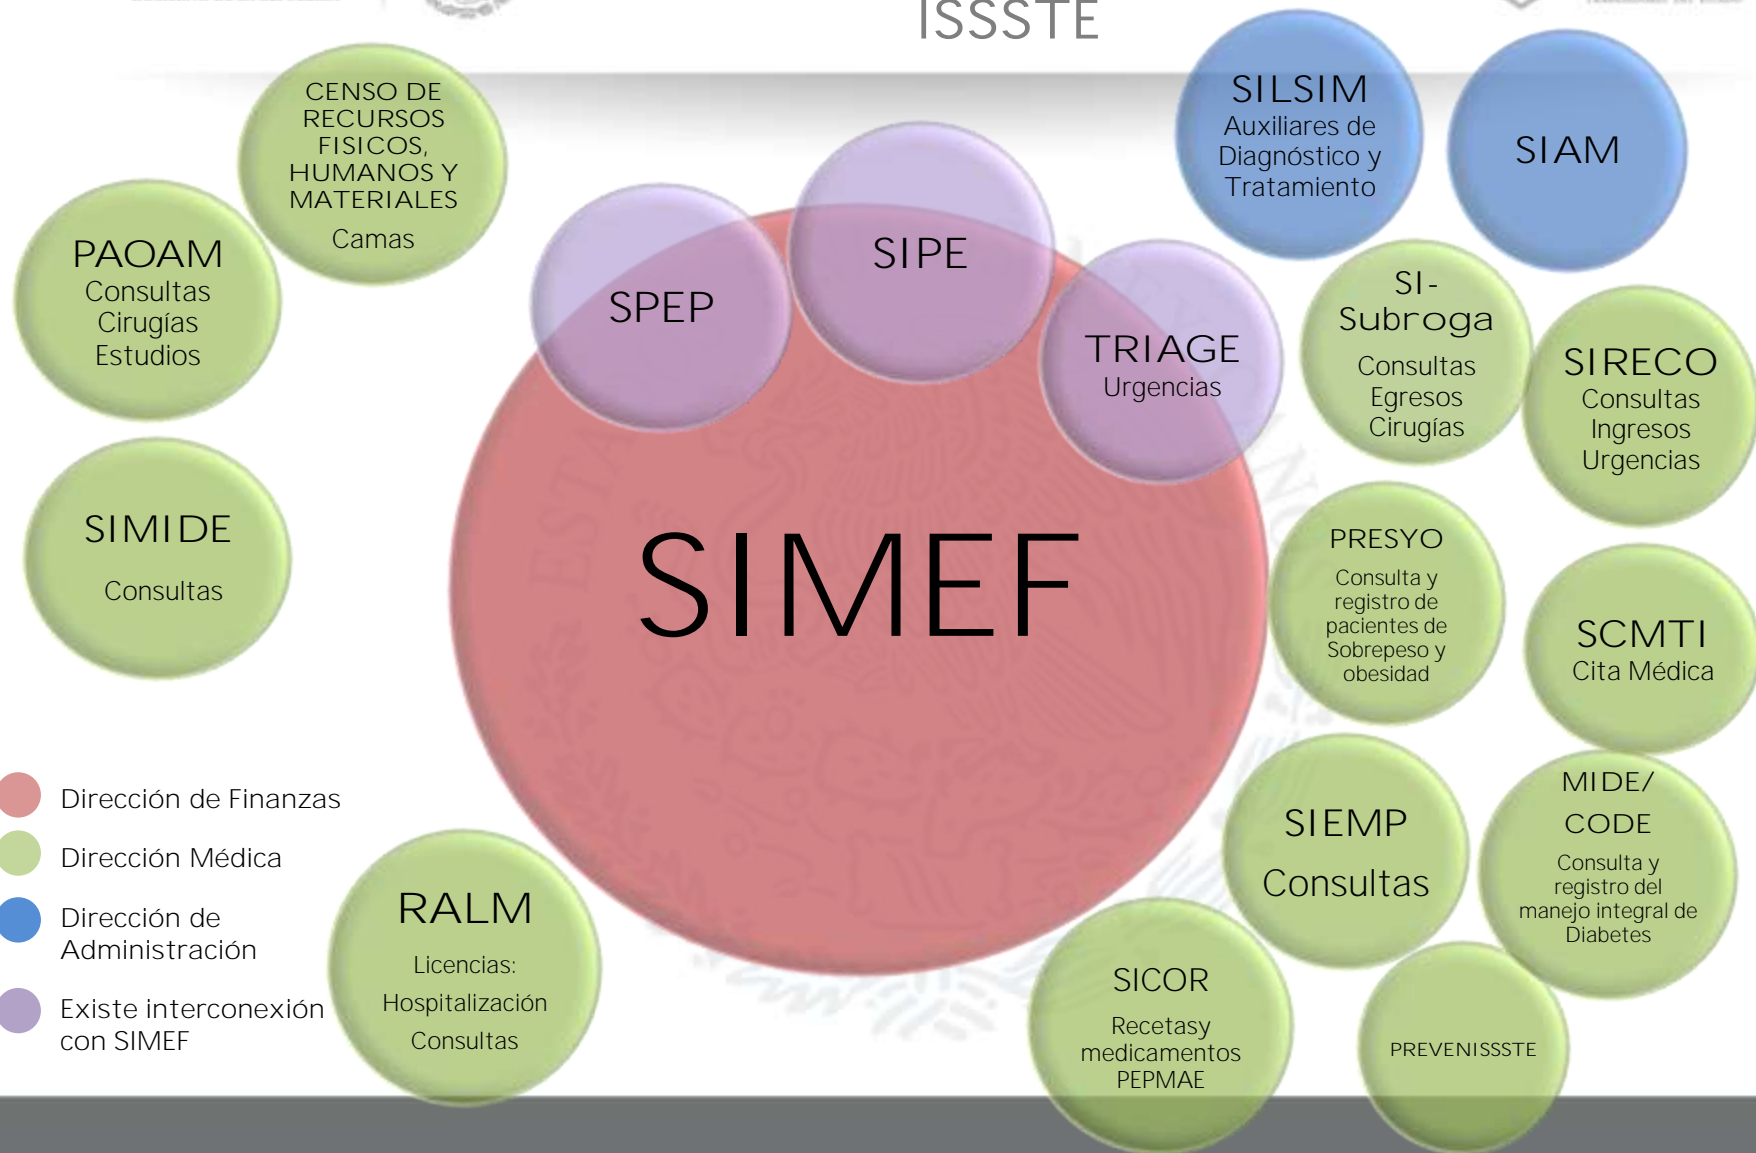 ISSSTE
CENSO DE
RECURSOS
FISICOS,
HUMANOS Y
MATERIALES
Camas
PAOAM
Consultas
Cirugías
Estudios
SIMIDE
Consultas
SPEP
SIPE
TRIAGE
Urgencias
SIMEF
SILSIM
Auxiliares de
Diagnóstico y
Tratamiento
SIAM
SI-
Subroga
Consultas
Egresos
Cirugías
SIRECO
Consultas
Ingresos
Urgencias
PRESYO
Consulta y
registro de
pacientes de
Sobrepeso y
obesidad
SCMTI
Cita Médica
SIEMP
Consultas
MIDE/
CODE
Consulta y
registro del
manejo integral de
Diabetes
SICOR
Recetasy
medicamentos
PEPMAE
PREVENISSSTE
RALM
Licencias:
Hospitalización
Consultas
Dirección de Finanzas
Dirección Médica
Dirección de
Administración
Existe interconexión
con SIMEF